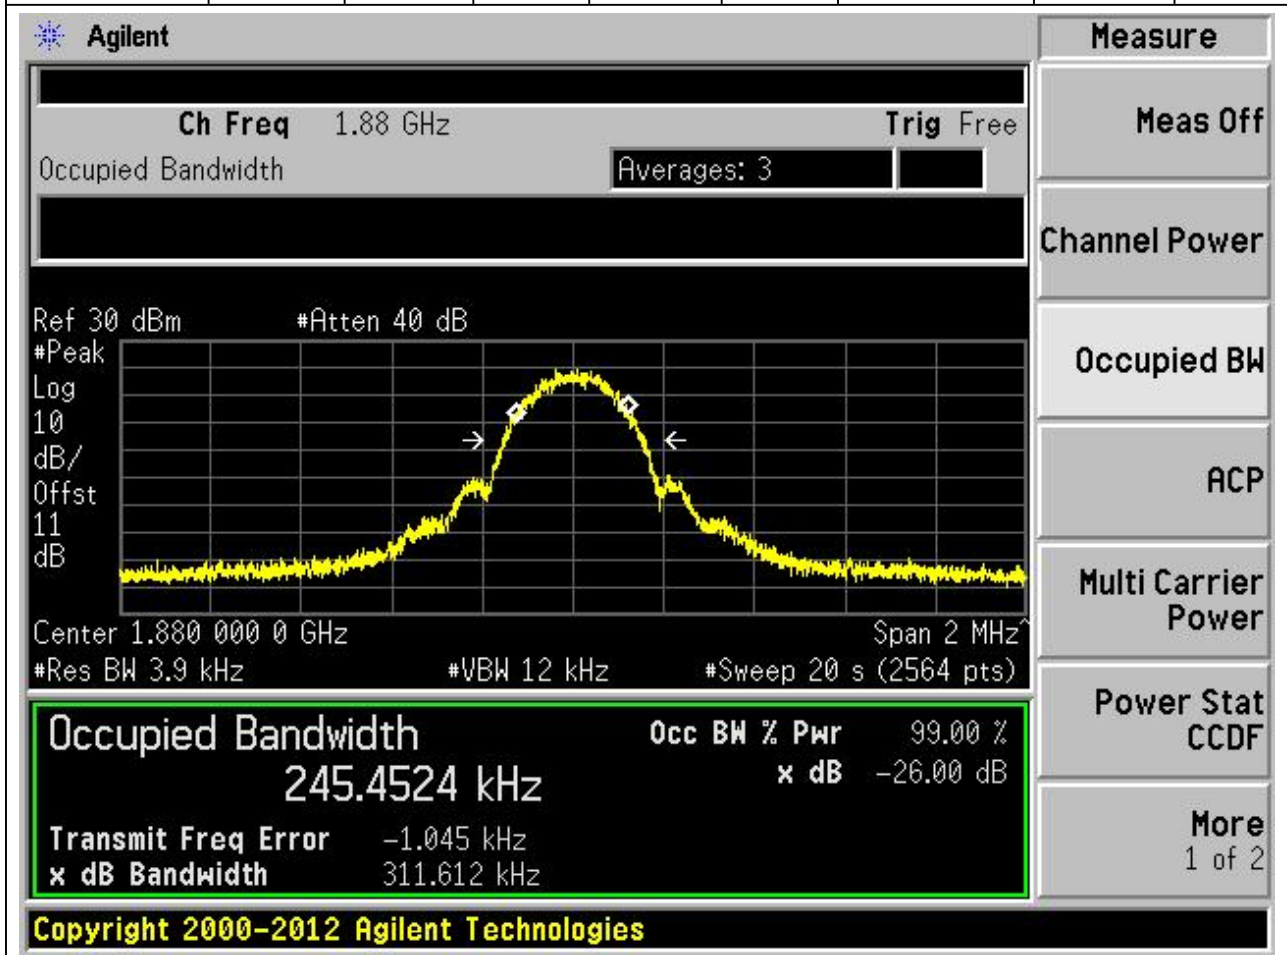 Agilent
Measure
Ch Freq 1.88 GHz Trig Free
Occupied Bandwidth Averages: 3
Meas Off
Channel Power
Occupied BW
ACP
Multi Carrier
Power
Power Stat
CCDF
More
1 of 2
Ref 30 dBm #Atten 40 dB
#Peak
Log
10
dB/
Offst
11
dB
Center 1.880 000 0 GHz Span 2 MHz^
#Res BW 3.9 kHz #VBW 12 kHz #Sweep 20 s (2564 pts)
Occupied Bandwidth Occ BW % Pwr 99.00 %
245.4524 kHz x dB -26.00 dB
Transmit Freq Error -1.045 kHz
x dB Bandwidth 311.612 kHz
Copyright 2000-2012 Agilent Technologies